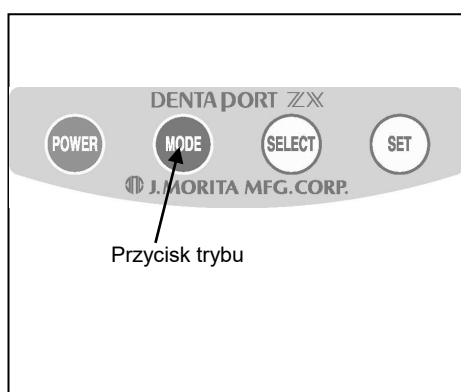 DENTAPORT ZX
POWER MODE SELECT SET
J.MORITA MFG.CORP.
Przycisk trybu